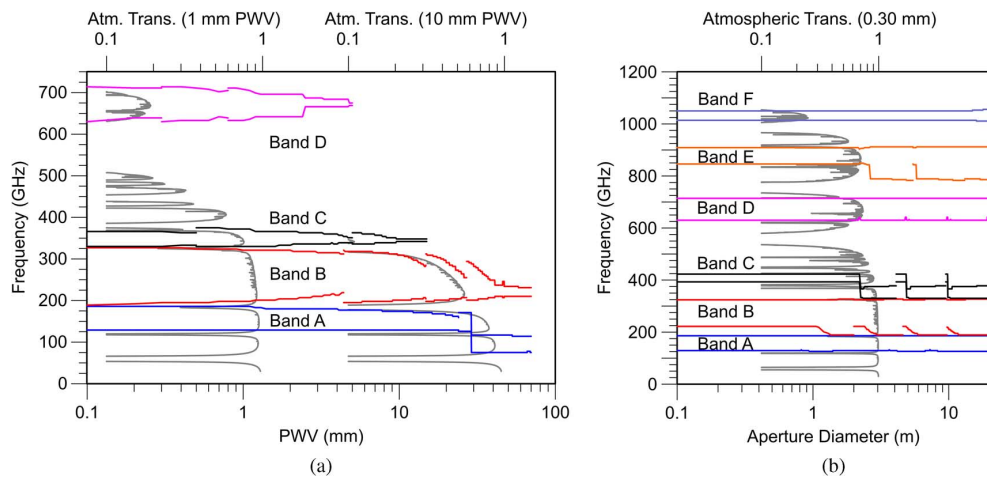 Atm. Trans. (1 mm PWV)
Atm. Trans. (10 mm PWV)
0.1
1
0.1
1
Frequency (GHz)
700
600
500
400
300
200
100
0
Band D
Band C
Band B
Band A
0.1
1
10
100
PWV (mm)
(a)
Atmospheric Trans. (0.30 mm)
0.1
1
Frequency (GHz)
1200
1000
800
600
400
200
0
Band F
Band E
Band D
Band C
Band B
Band A
0.1
1
10
Aperture Diameter (m)
(b)